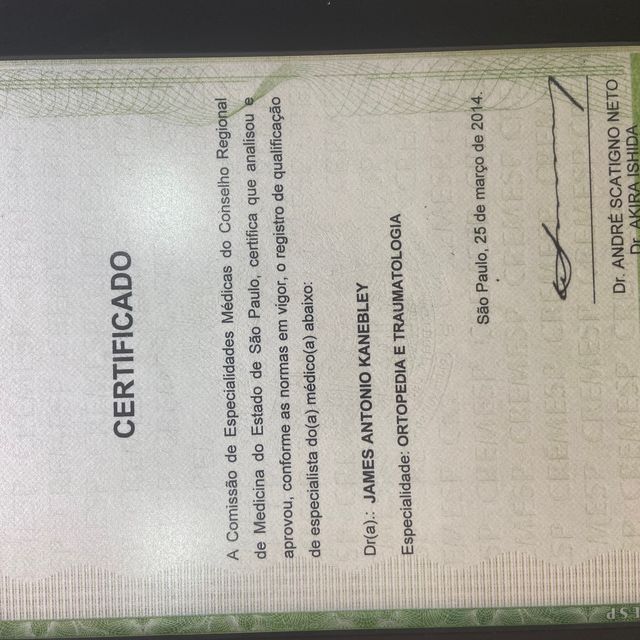 CERTIFICADO
A Comissão de Especialidades Médicas do Conselho Regional
de Medicina do Estado de São Paulo, certifica que analisou e
aprovou, conforme as normas em vigor, o registro de qualificação
de especialista do(a) médico(a) abaixo:
Dr(a).: JAMES ANTONIO KANEBLEY
Especialidade: ORTOPEDIA E TRAUMATOLOGIA
São Paulo, 25 de março de 2014.
Dr. ANDRÉ SCATIGNO NETO
Dr. AKIRA ISHIDA